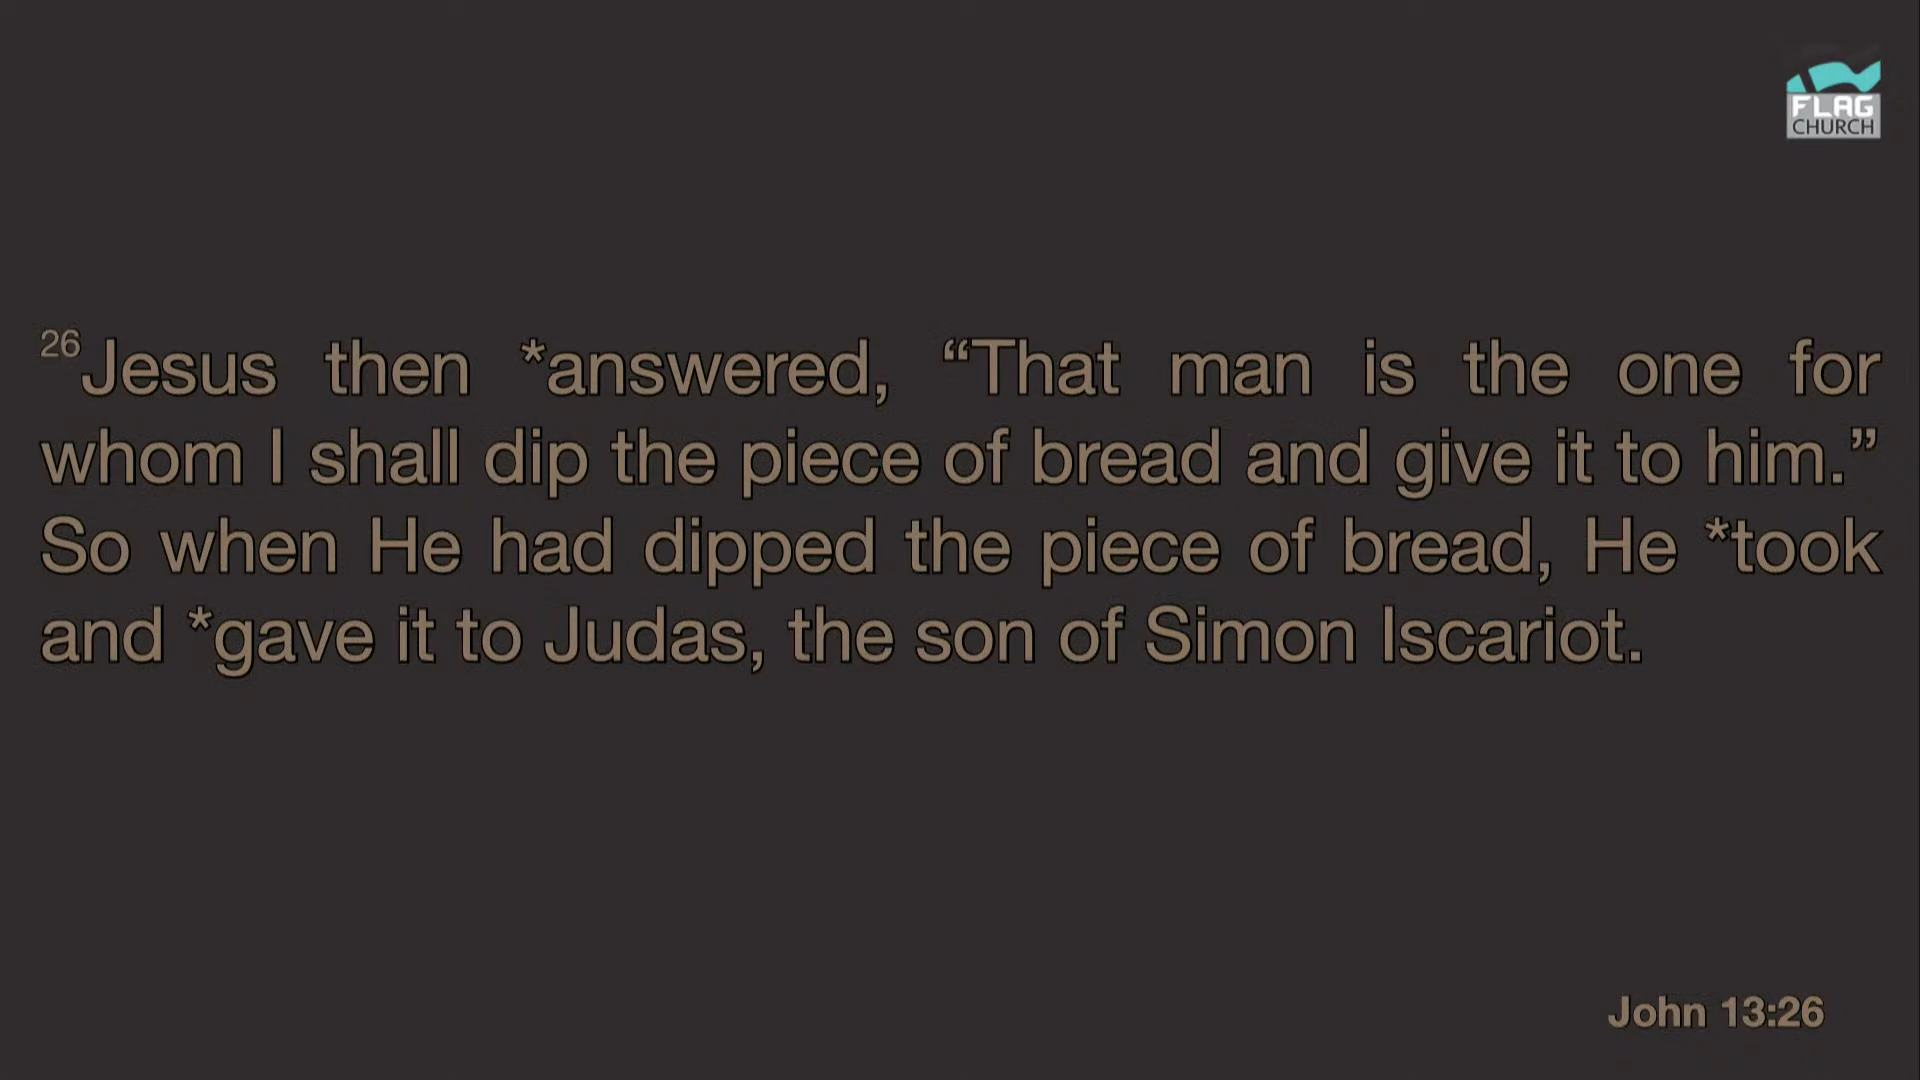 FLAG
CHURCH
26Jesus then *answered, “That man is the one for
whom I shall dip the piece of bread and give it to him.”
So when He had dipped the piece of bread, He *took
and *gave it to Judas, the son of Simon Iscariot.
John 13:26